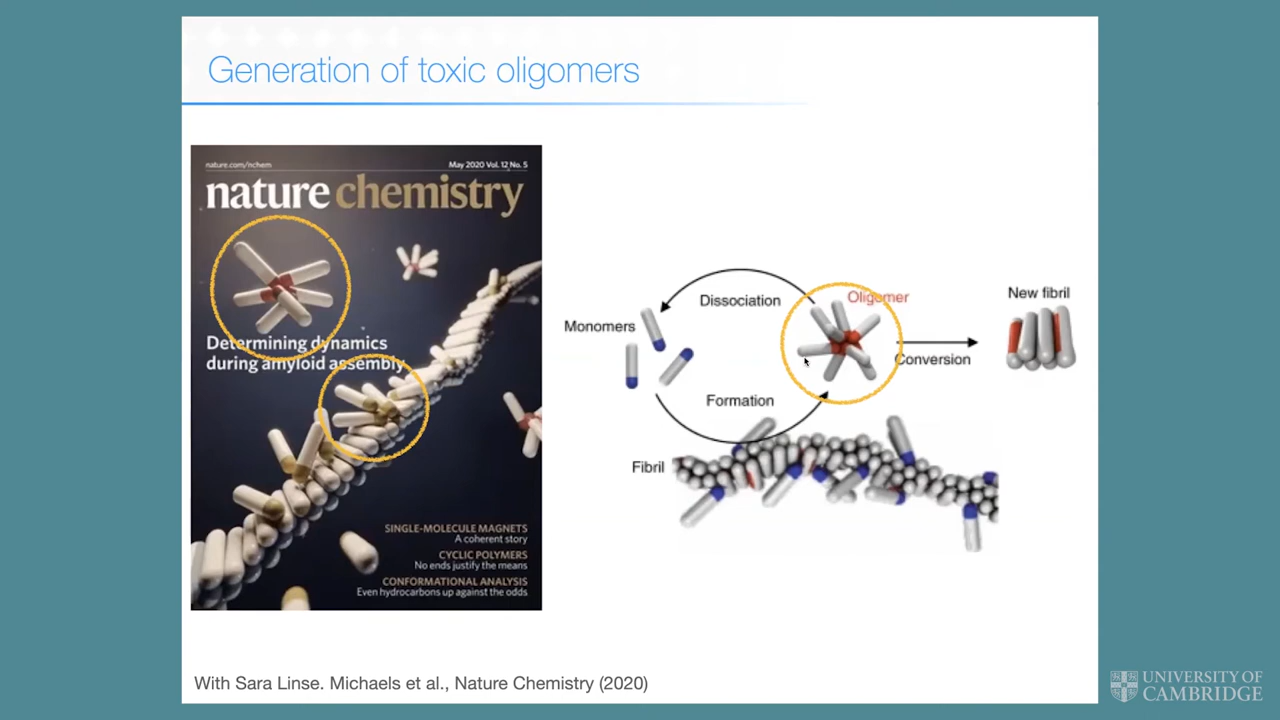 Generation of toxic oligomers
nature.com/nchem
May 2020 Vol. 12 No. 5
nature chemistry
Determining dynamics
during amyloid assembly
SINGLE-MOLECULE MAGNETS
A coherent story
CYCLIC POLYMERS
No ends justify the means
CONFORMATIONAL ANALYSIS
Even hydrocarbons up against the odds
Dissociation
Oligomer
New fibril
Monomers
Conversion
Formation
Fibril
With Sara Linse. Michaels et al., Nature Chemistry (2020)
UNIVERSITY OF
CAMBRIDGE